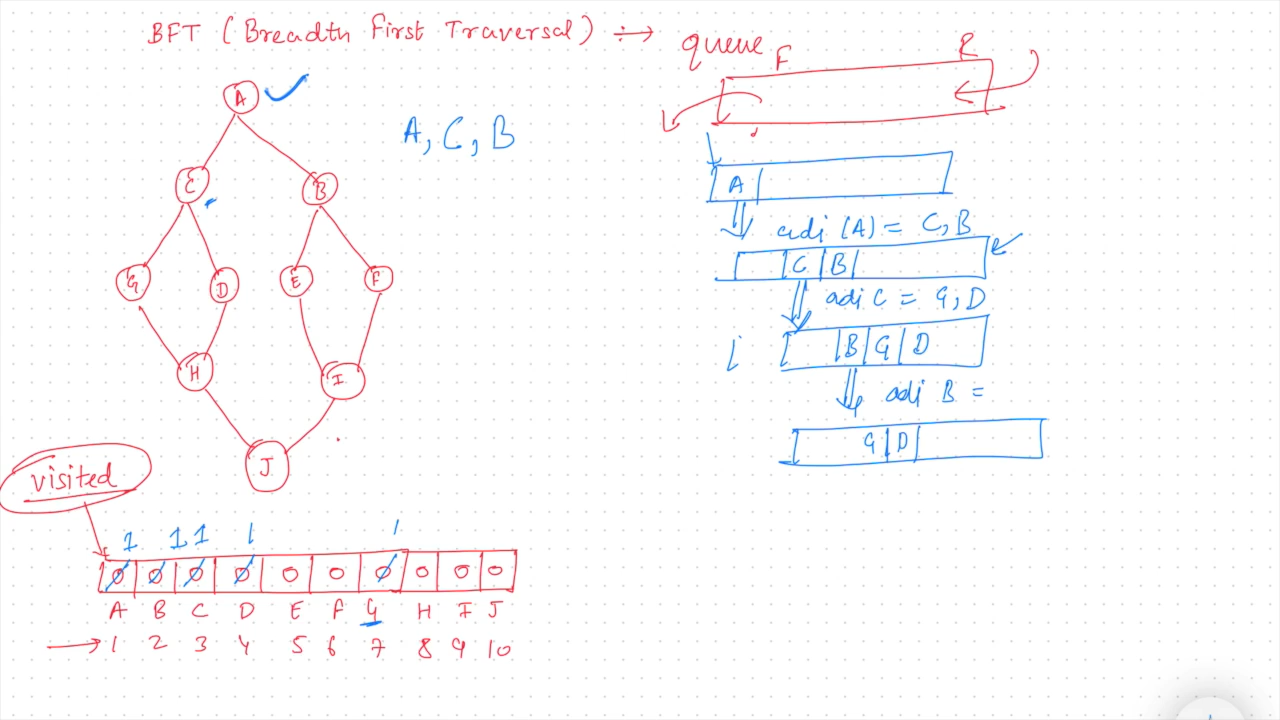 BFT ( Breadth First Traversal ) ÷→
queue
F
R
A
A, C, B
C
B
G
D
E
F
H
I
J
A
adj (A) = C, B
C B
adj C = G, D
B G D
adj B =
G D
visited
1 1 1 1 1
0 0 0 0 0 0 0 0 0 0
A B C D E F G H I J
→ 1 2 3 4 5 6 7 8 9 10